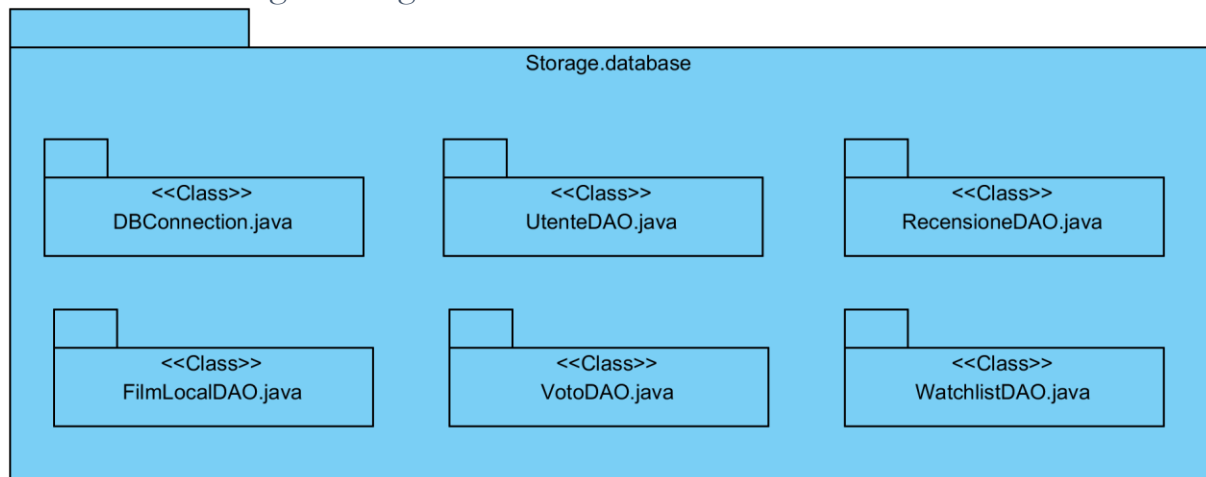 Storage.database
<<Class>>
DBConnection.java
<<Class>>
UtenteDAO.java
<<Class>>
RecensioneDAO.java
<<Class>>
FilmLocalDAO.java
<<Class>>
VotoDAO.java
<<Class>>
WatchlistDAO.java